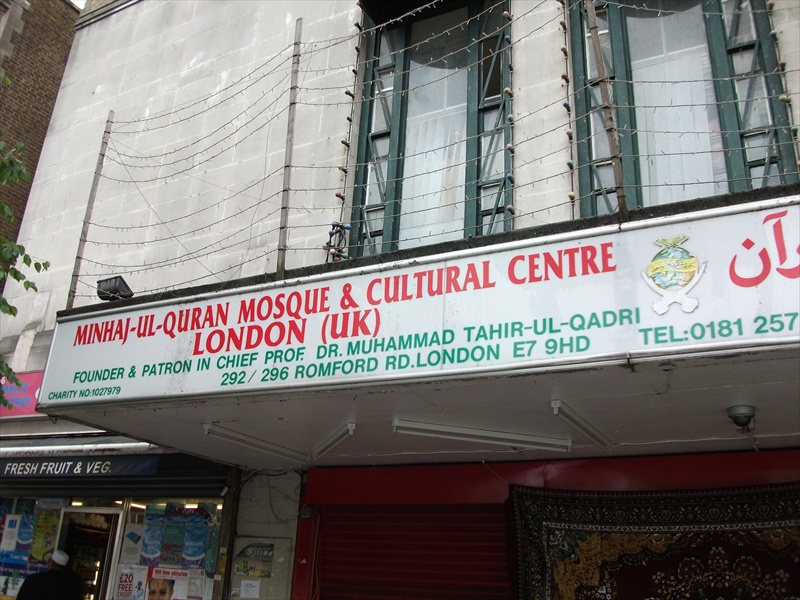 MINHAJ-UL-QURAN MOSQUE & CULTURAL CENTRE
LONDON (UK)
FOUNDER & PATRON IN CHIEF PROF. DR. MUHAMMAD TAHIR-UL-QADRI
292/296 ROMFORD RD. LONDON E7 9HD
TEL:0181 257
CHARITY NO:1027979
FRESH FRUIT & VEG.
£20
FREE